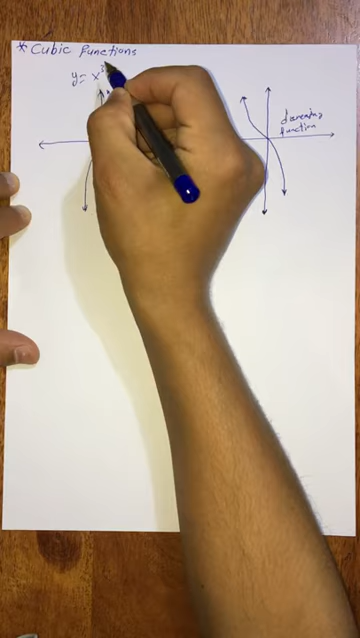 * Cubic functions
y= x³
decreasing
function